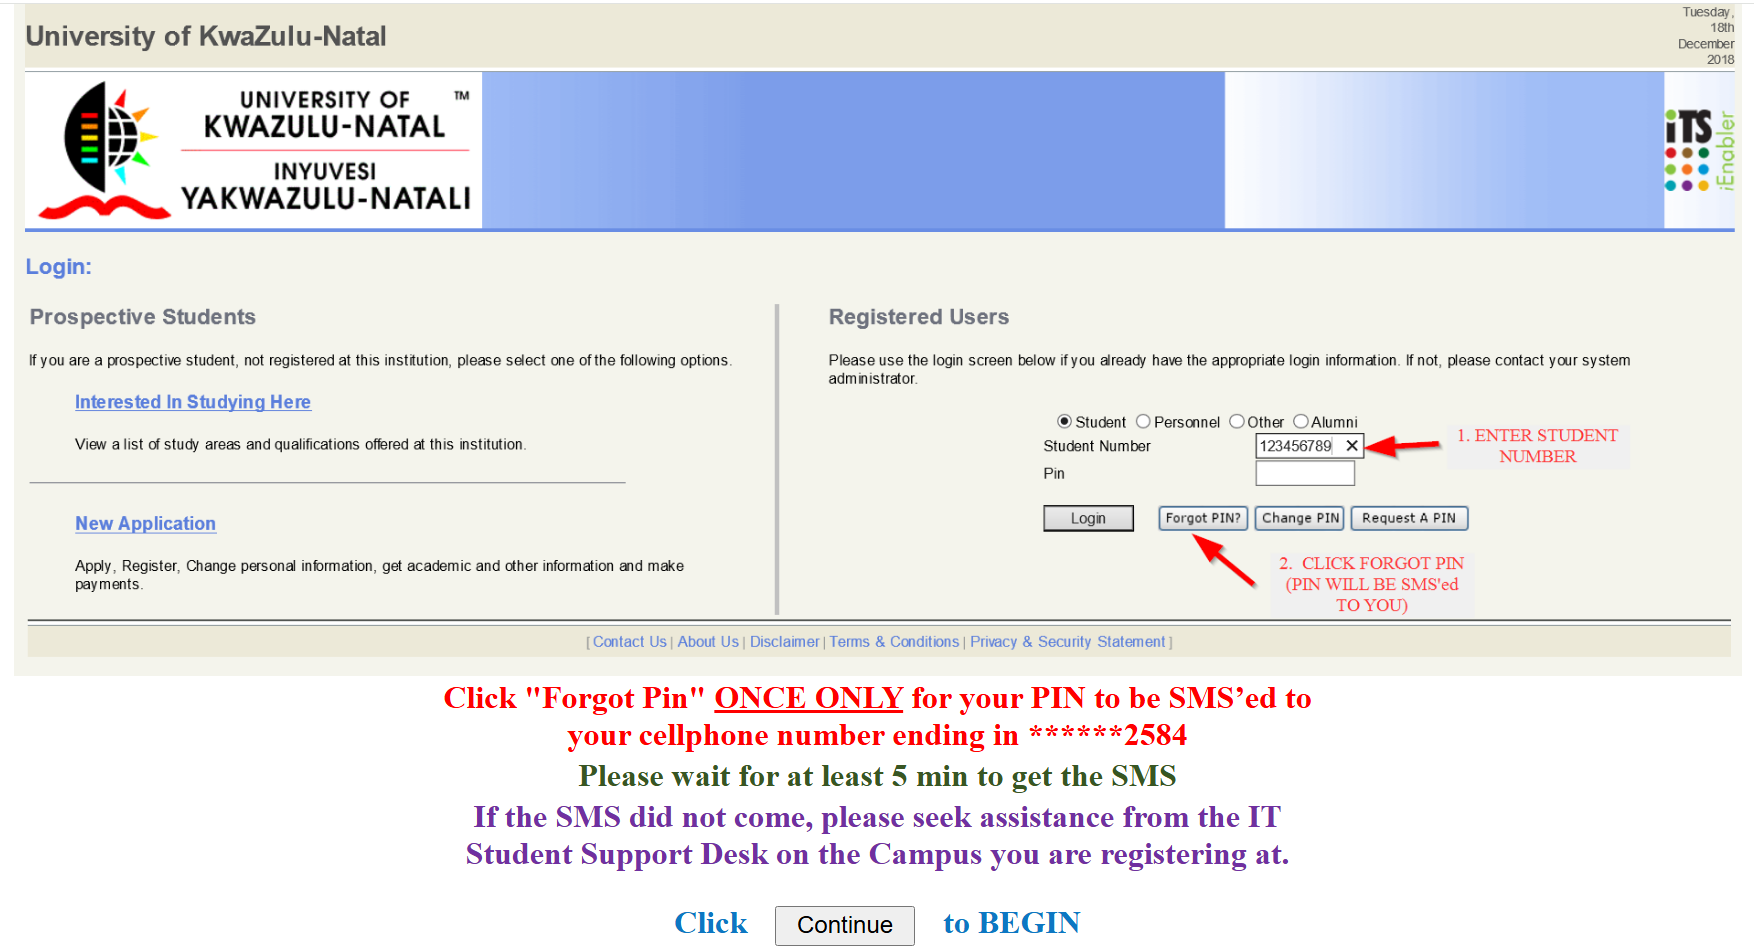 University of KwaZulu-Natal
Tuesday,
18th
December
2018
UNIVERSITY OF ™
KWAZULU-NATAL
INYUVESI
YAKWAZULU-NATALI
iTS
iEnabler
Login:
Prospective Students
If you are a prospective student, not registered at this institution, please select one of the following options.
Interested In Studying Here
View a list of study areas and qualifications offered at this institution.
New Application
Apply, Register, Change personal information, get academic and other information and make
payments.
Registered Users
Please use the login screen below if you already have the appropriate login information. If not, please contact your system
administrator.
Student Personnel Other Alumni
Student Number 123456789 ✕
Pin
1. ENTER STUDENT
NUMBER
Login Forgot PIN? Change PIN Request A PIN
2. CLICK FORGOT PIN
(PIN WILL BE SMS'ed
TO YOU)
[ Contact Us | About Us | Disclaimer | Terms & Conditions | Privacy & Security Statement ]
Click "Forgot Pin" ONCE ONLY for your PIN to be SMS’ed to
your cellphone number ending in ******2584
Please wait for at least 5 min to get the SMS
If the SMS did not come, please seek assistance from the IT
Student Support Desk on the Campus you are registering at.
Click Continue to BEGIN